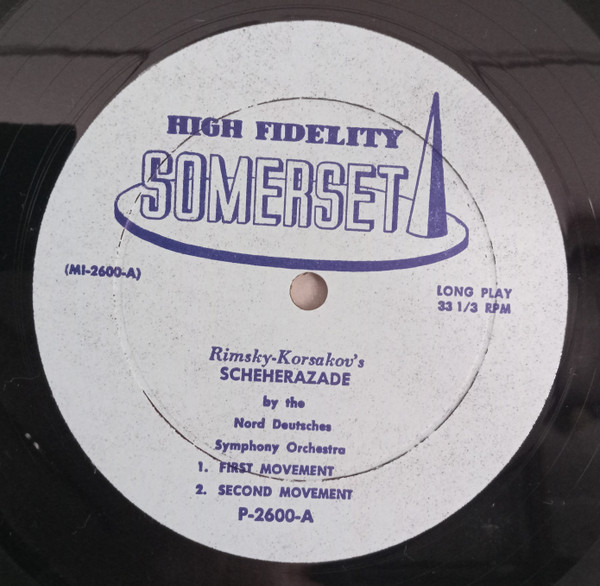 HIGH FIDELITY
SOMERSET
(MI-2600-A)
LONG PLAY
33 1/3 RPM
Rimsky-Korsakov's
SCHEHERAZADE
by the
Nord Deutsches
Symphony Orchestra
1. FIRST MOVEMENT
2. SECOND MOVEMENT
P-2600-A